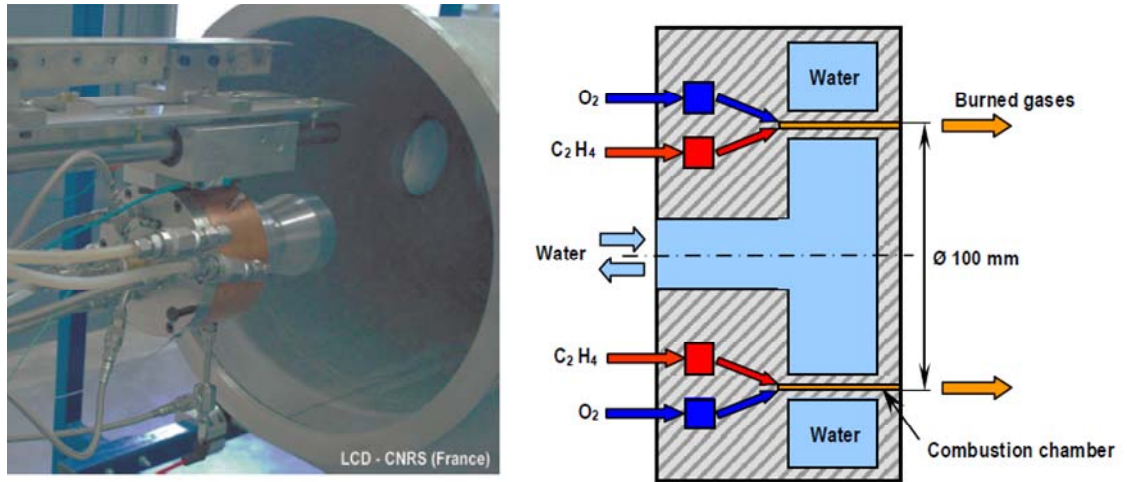 LCD - CNRS (France)
Water
O₂
Burned gases
C₂ H₄
Water
Ø 100 mm
C₂ H₄
O₂
Water
Combustion chamber